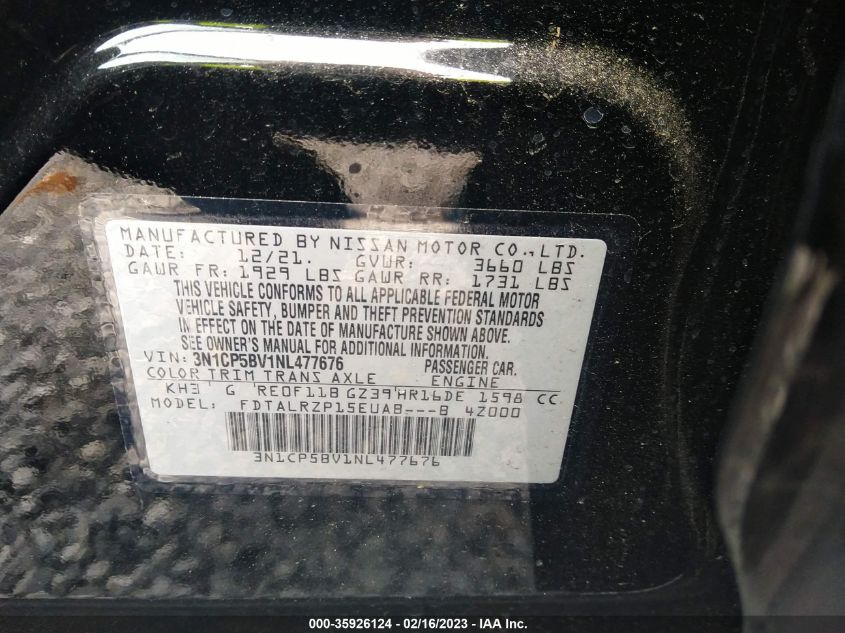 MANUFACTURED BY NISSAN MOTOR CO., LTD.
DATE: 12/21. GVWR: 3660 LBS
GAWR FR: 1929 LBS GAWR RR: 1731 LBS
THIS VEHICLE CONFORMS TO ALL APPLICABLE FEDERAL MOTOR
VEHICLE SAFETY, BUMPER AND THEFT PREVENTION STANDARDS
IN EFFECT ON THE DATE OF MANUFACTURE SHOWN ABOVE.
SEE OWNER'S MANUAL FOR ADDITIONAL INFORMATION.
VIN: 3N1CP5BV1NL477676 PASSENGER CAR.
COLOR TRIM TRANS AXLE ENGINE
KH3 G RE0F11B GZ39 HR16DE 1598 CC
MODEL: FDTALRZP15EUAB---B 4Z000
3N1CP5BV1NL477676
000-35926124 — 02/16/2023 — IAA Inc.